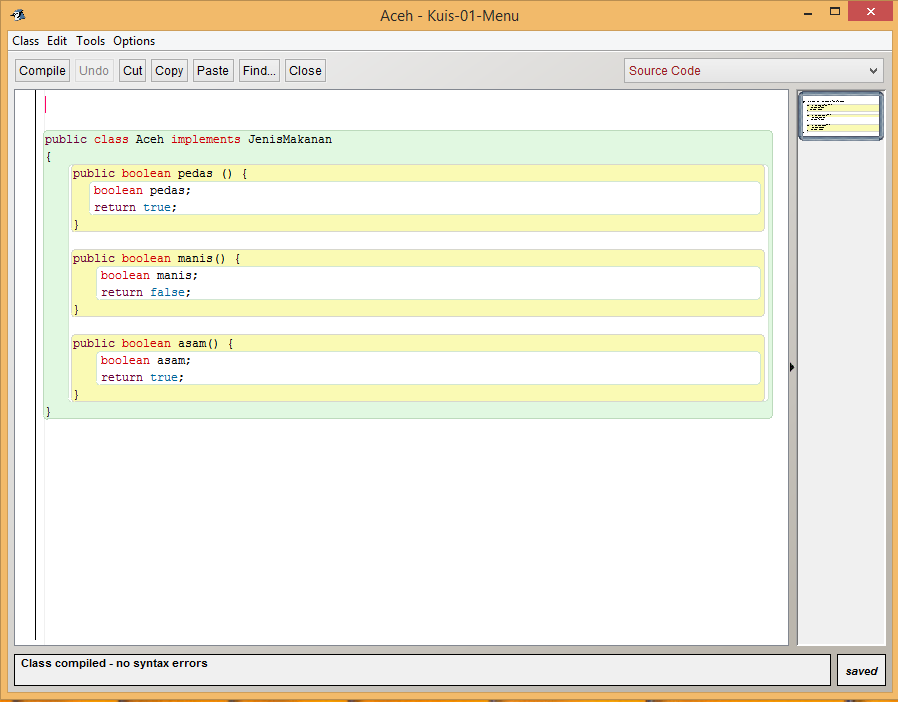 Aceh - Kuis-01-Menu
Class Edit Tools Options
Compile Undo Cut Copy Paste Find... Close Source Code
public class Aceh implements JenisMakanan
{
public boolean pedas () {
boolean pedas;
return true;
}
public boolean manis() {
boolean manis;
return false;
}
public boolean asam() {
boolean asam;
return true;
}
}
Class compiled - no syntax errors
saved